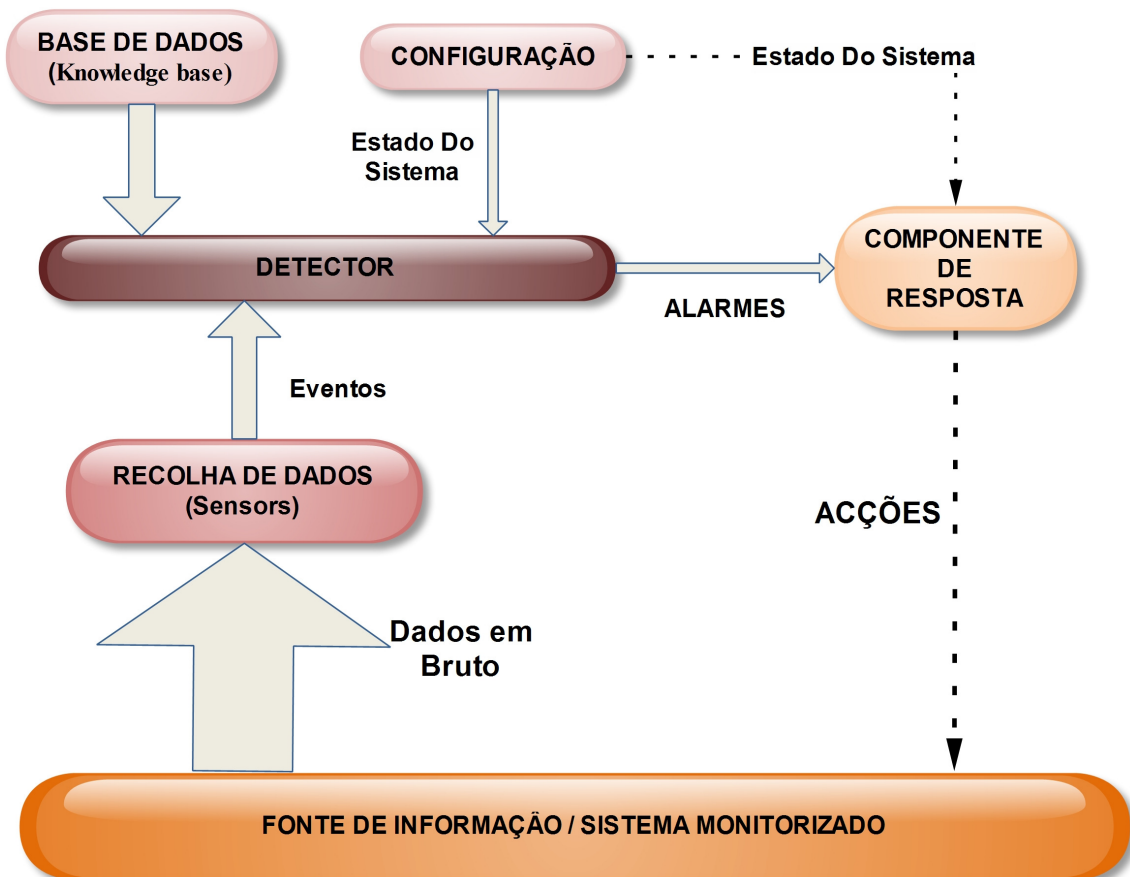 BASE DE DADOS
(Knowledge base)
CONFIGURAÇÃO
Estado Do Sistema
Estado Do
Sistema
DETECTOR
COMPONENTE
DE
RESPOSTA
ALARMES
Eventos
RECOLHA DE DADOS
(Sensors)
ACÇÕES
Dados em
Bruto
FONTE DE INFORMAÇÃO / SISTEMA MONITORIZADO